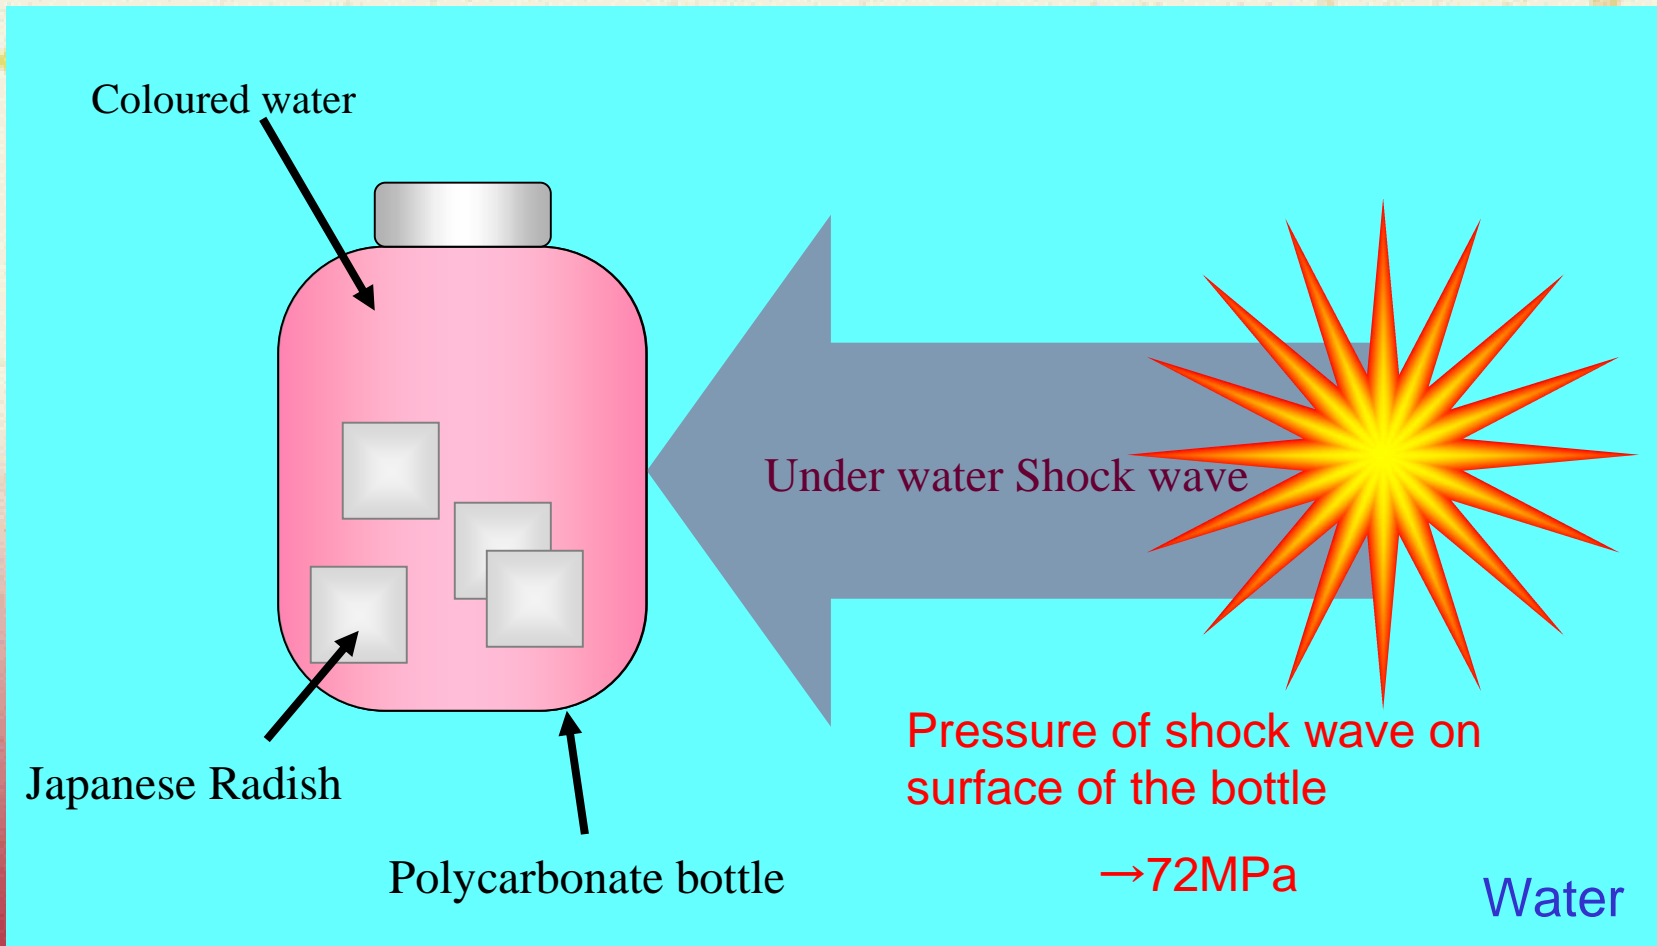 Coloured water
Under water Shock wave
Pressure of shock wave on
surface of the bottle
→72MPa
Japanese Radish
Polycarbonate bottle
Water